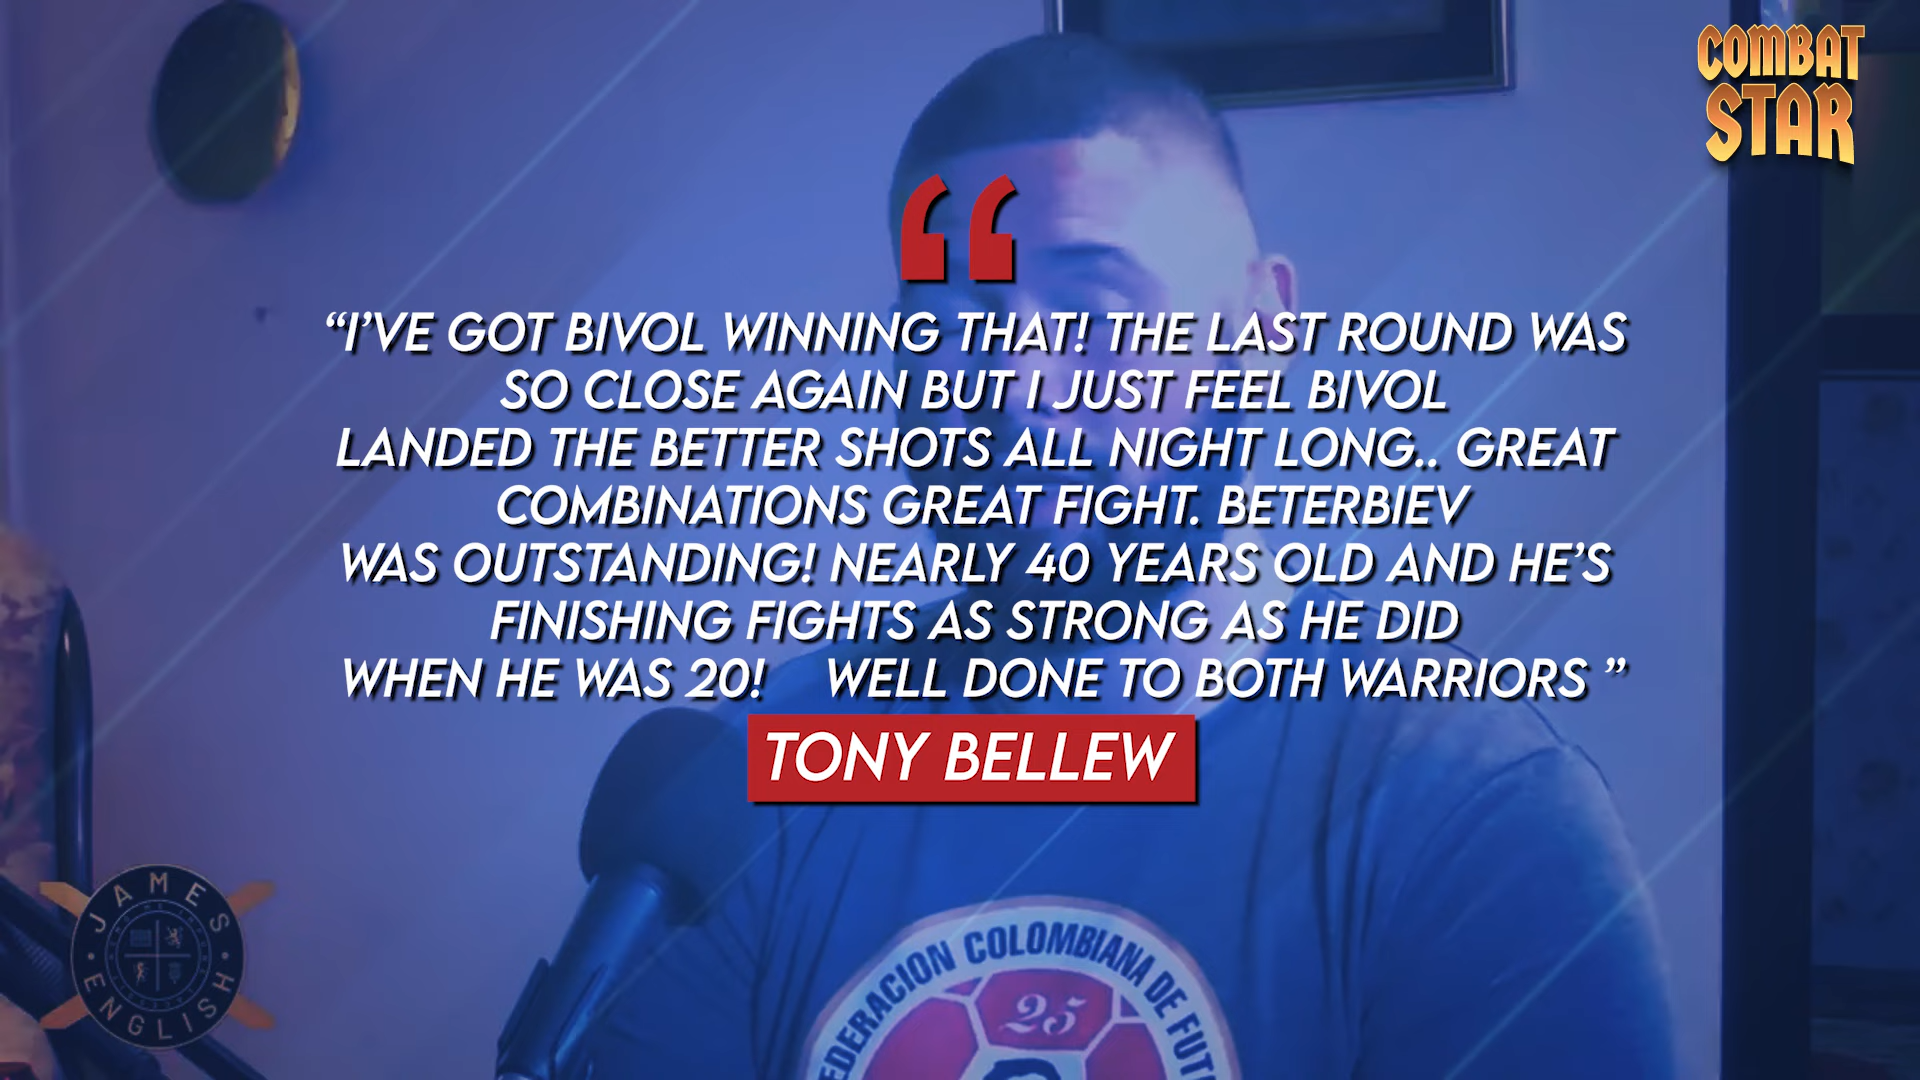 COMBAT
STAR
“
“I’VE GOT BIVOL WINNING THAT! THE LAST ROUND WAS
SO CLOSE AGAIN BUT I JUST FEEL BIVOL
LANDED THE BETTER SHOTS ALL NIGHT LONG.. GREAT
COMBINATIONS GREAT FIGHT. BETERBIEV
WAS OUTSTANDING! NEARLY 40 YEARS OLD AND HE’S
FINISHING FIGHTS AS STRONG AS HE DID
WHEN HE WAS 20! WELL DONE TO BOTH WARRIORS ”
TONY BELLEW
JAMES
ENGLISH
COLOMBIANA DE
25